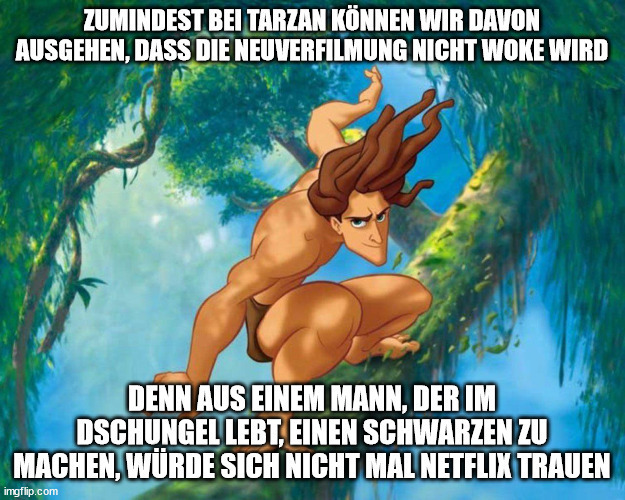 ZUMINDEST BEI TARZAN KÖNNEN WIR DAVON
AUSGEHEN, DASS DIE NEUVERFILMUNG NICHT WOKE WIRD
DENN AUS EINEM MANN, DER IM
DSCHUNGEL LEBT, EINEN SCHWARZEN ZU
MACHEN, WÜRDE SICH NICHT MAL NETFLIX TRAUEN
imgflip.com